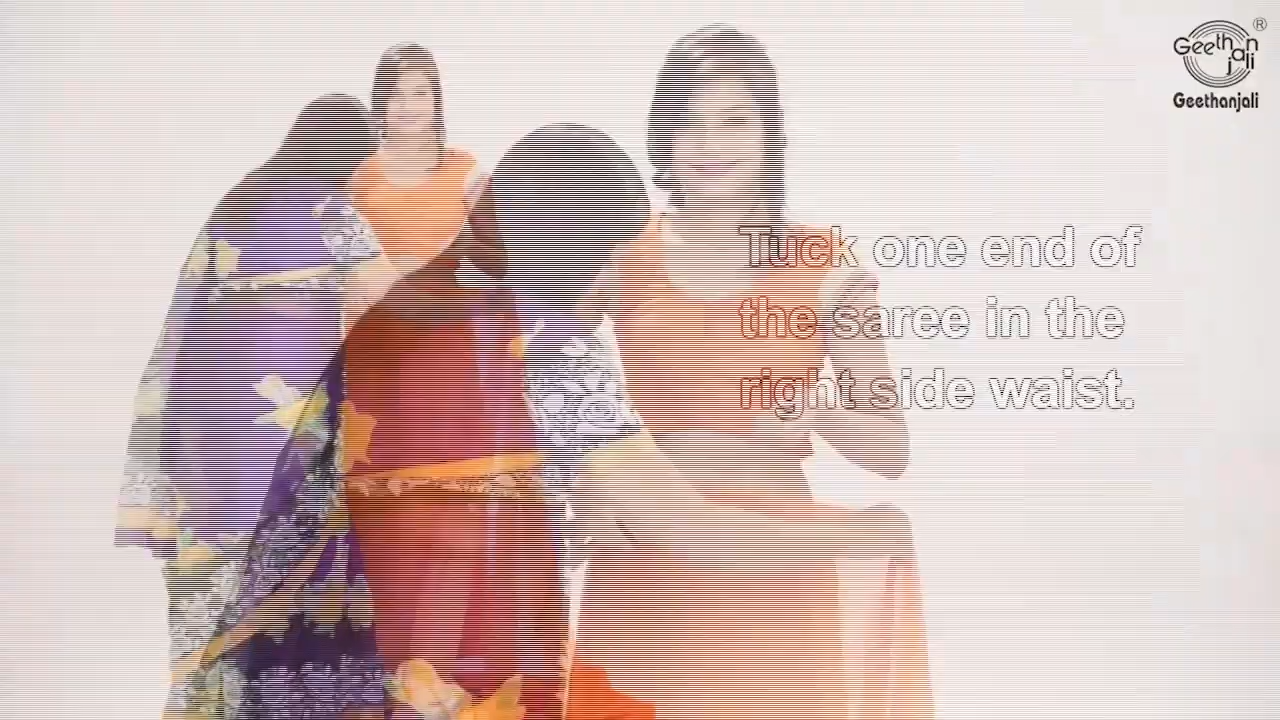 Geethanjali
®
Geethanjali
Tuck one end of
the saree in the
right side waist.